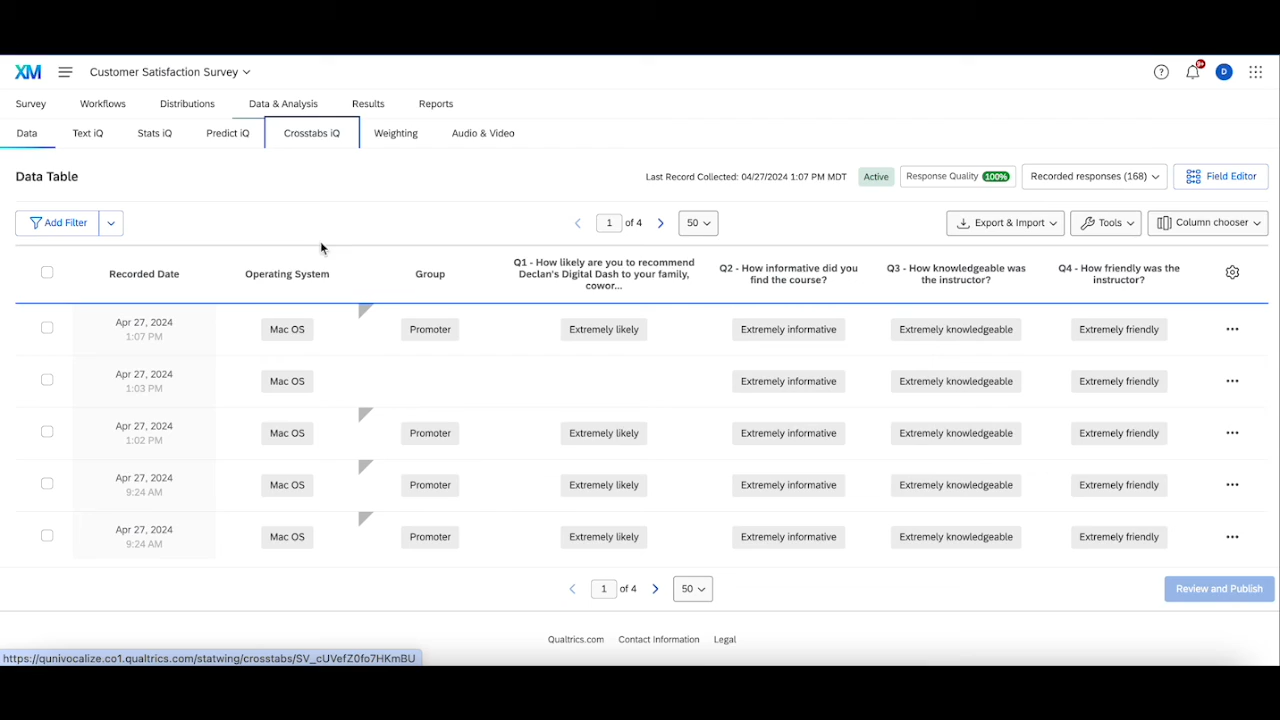 XM
Customer Satisfaction Survey
?
9+
D
Survey
Workflows
Distributions
Data & Analysis
Results
Reports
Data
Text iQ
Stats iQ
Predict iQ
Crosstabs iQ
Weighting
Audio & Video
Data Table
Last Record Collected: 04/27/2024 1:07 PM MDT
Active
Response Quality 100%
Recorded responses (168)
Field Editor
Add Filter
1 of 4
50
Export & Import
Tools
Column chooser
Recorded Date
Operating System
Group
Q1 - How likely are you to recommend
Declan's Digital Dash to your family,
cowor...
Q2 - How informative did you
find the course?
Q3 - How knowledgeable was
the instructor?
Q4 - How friendly was the
instructor?
Apr 27, 2024
1:07 PM
Mac OS
Promoter
Extremely likely
Extremely informative
Extremely knowledgeable
Extremely friendly
Apr 27, 2024
1:03 PM
Mac OS
Extremely informative
Extremely knowledgeable
Extremely friendly
Apr 27, 2024
1:02 PM
Mac OS
Promoter
Extremely likely
Extremely informative
Extremely knowledgeable
Extremely friendly
Apr 27, 2024
9:24 AM
Mac OS
Promoter
Extremely likely
Extremely informative
Extremely knowledgeable
Extremely friendly
Apr 27, 2024
9:24 AM
Mac OS
Promoter
Extremely likely
Extremely informative
Extremely knowledgeable
Extremely friendly
1 of 4
50
Review and Publish
Qualtrics.com
Contact Information
Legal
https://qunivocalize.co1.qualtrics.com/statwing/crosstabs/SV_cUVefZ0fo7HKmBU